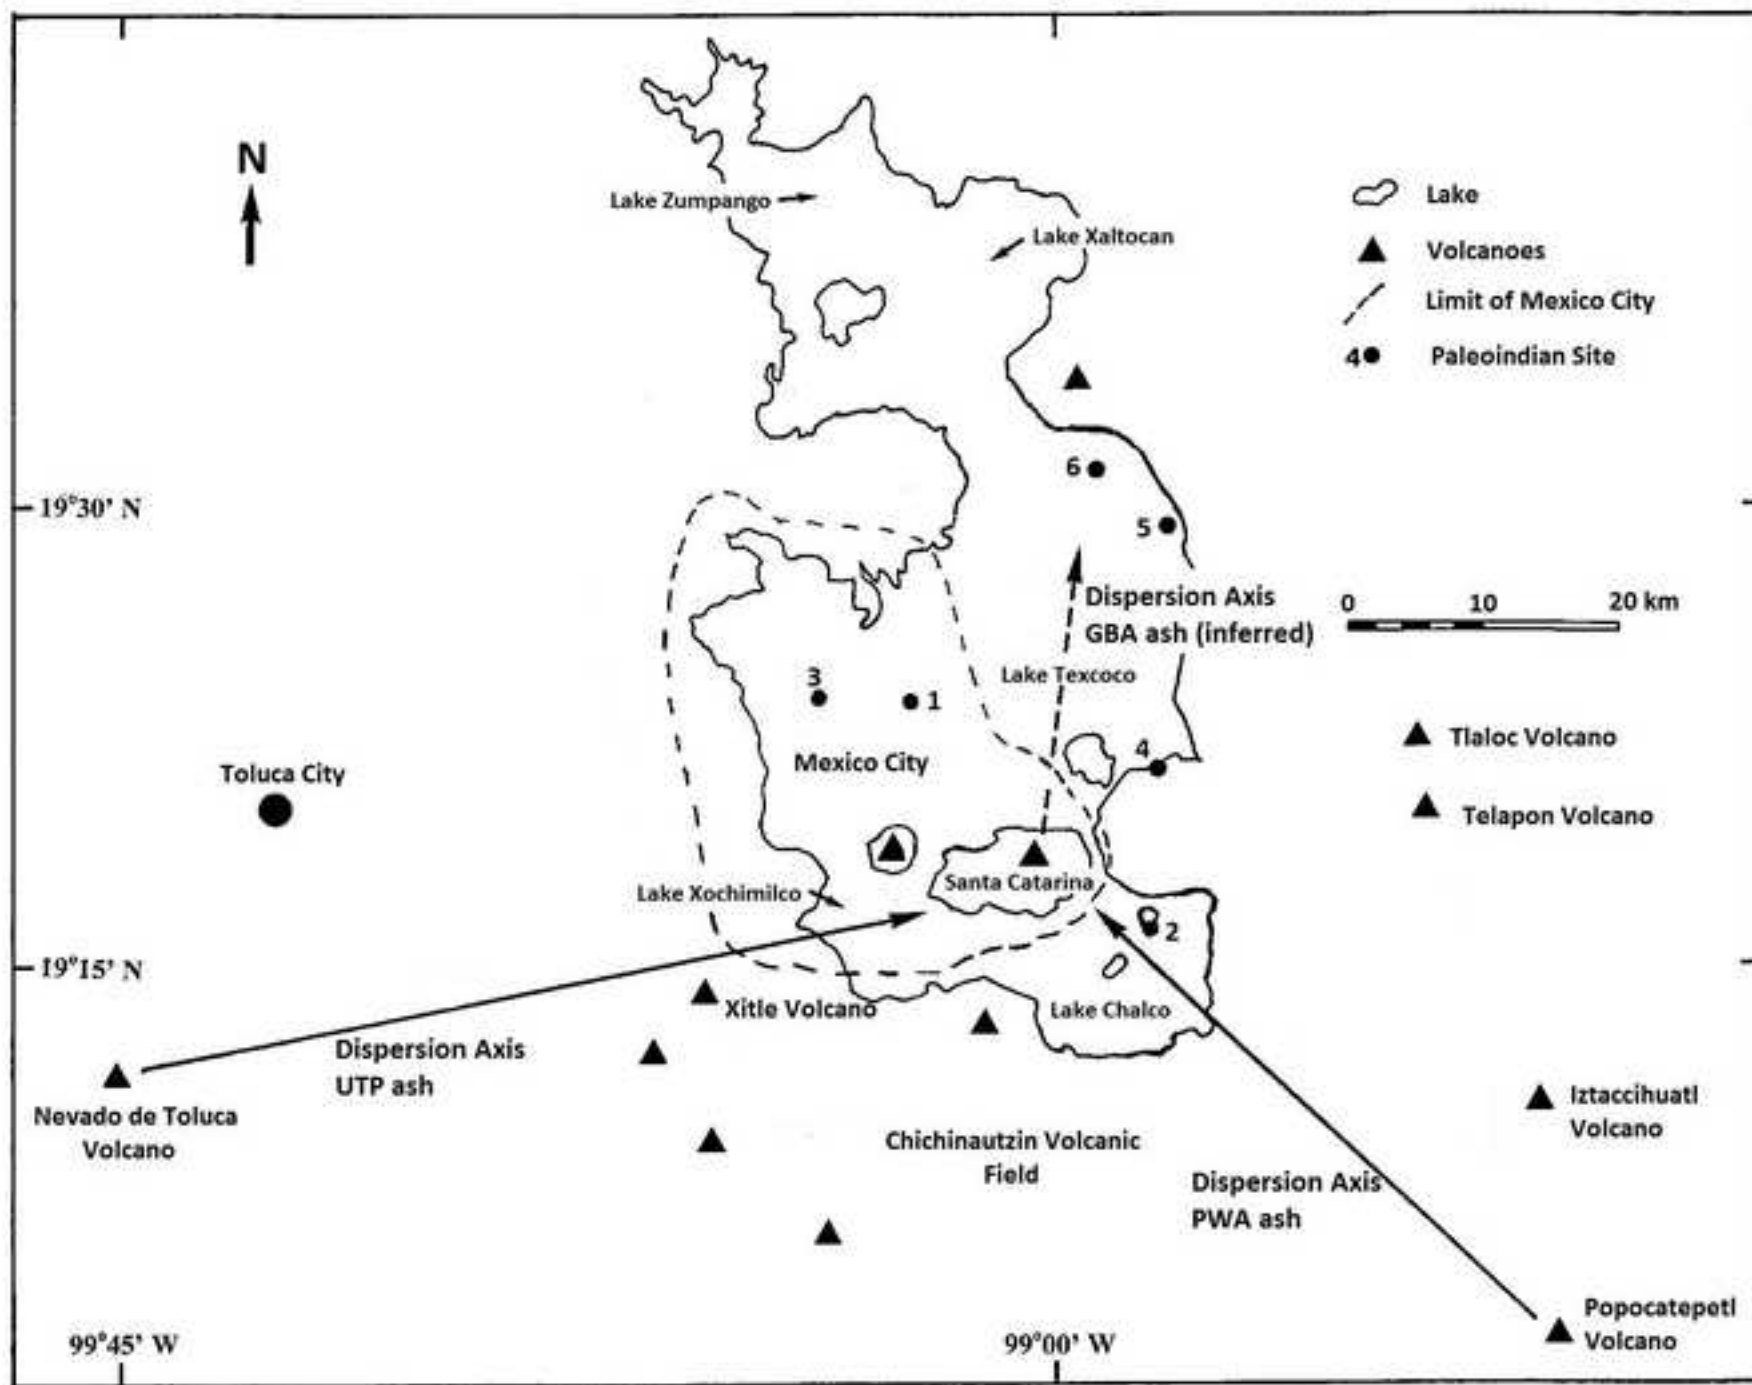 N
Lake Zumpango
Lake Xaltocan
Lake
Volcanoes
Limit of Mexico City
4
Paleoindian Site
6
19°30' N
5
Dispersion Axis
GBA ash (inferred)
0 10 20 km
Lake Texcoco
3
1
4
Mexico City
Tlaloc Volcano
Toluca City
Telapon Volcano
Santa Catarina
Lake Xochimilco
2
19°15' N
Xitle Volcano
Lake Chalco
Dispersion Axis
UTP ash
Nevado de Toluca
Volcano
Iztaccihuatl
Volcano
Chichinautzin Volcanic
Field
Dispersion Axis
PWA ash
Popocatepetl
Volcano
99°45' W
99°00' W